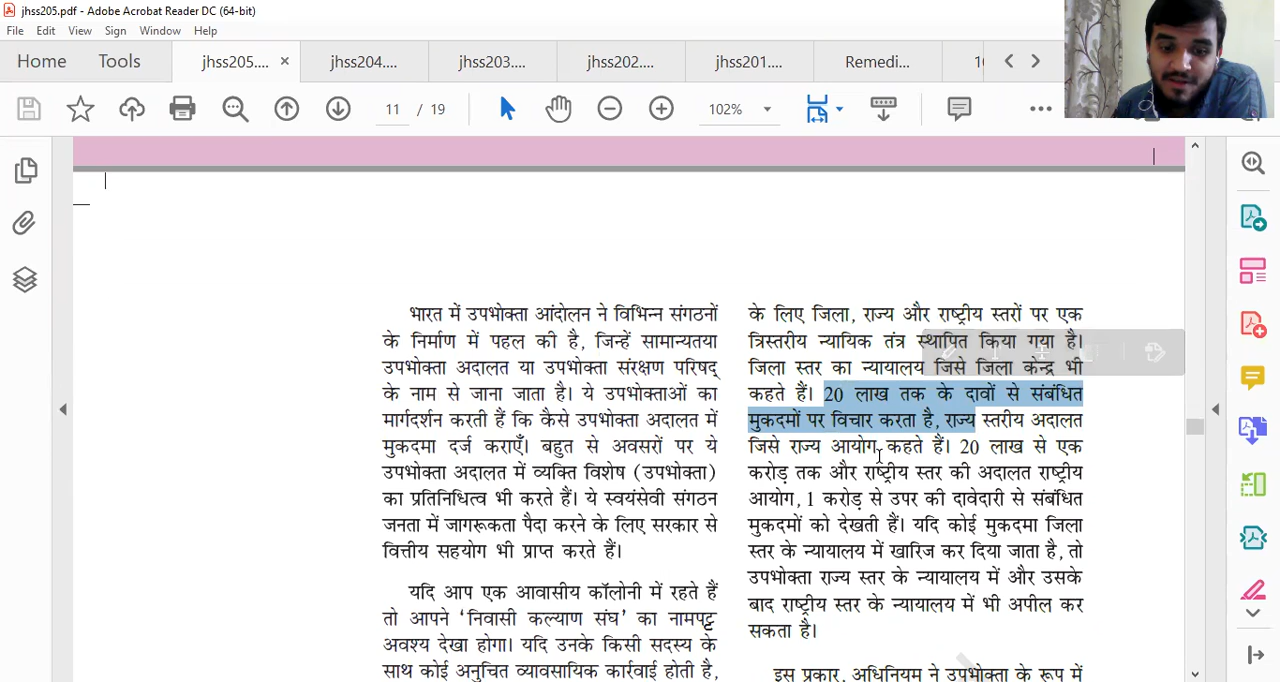 jhss205.pdf - Adobe Acrobat Reader DC (64-bit)
File Edit View Sign Window Help
Home Tools jhss205.... × jhss204.... jhss203.... jhss202.... jhss201.... Remedi...
11 / 19 102%
भारत में उपभोक्ता आंदोलन ने विभिन्न संगठनों
के निर्माण में पहल की है, जिन्हें सामान्यतया
उपभोक्ता अदालत या उपभोक्ता संरक्षण परिषद्
के नाम से जाना जाता है। ये उपभोक्ताओं का
मार्गदर्शन करती हैं कि कैसे उपभोक्ता अदालत में
मुकदमा दर्ज कराएँ। बहुत से अवसरों पर ये
उपभोक्ता अदालत में व्यक्ति विशेष (उपभोक्ता)
का प्रतिनिधित्व भी करते हैं। ये स्वयंसेवी संगठन
जनता में जागरूकता पैदा करने के लिए सरकार से
वित्तीय सहयोग भी प्राप्त करते हैं।
यदि आप एक आवासीय कॉलोनी में रहते हैं
तो आपने ‘निवासी कल्याण संघ’ का नामपट्ट
अवश्य देखा होगा। यदि उनके किसी सदस्य के
साथ कोई अनुचित व्यावसायिक कार्रवाई होती है,
के लिए जिला, राज्य और राष्ट्रीय स्तरों पर एक
त्रिस्तरीय न्यायिक तंत्र स्थापित किया गया है।
जिला स्तर का न्यायालय जिसे जिला केन्द्र भी
कहते हैं। 20 लाख तक के दावों से संबंधित
मुकदमों पर विचार करता है, राज्य स्तरीय अदालत
जिसे राज्य आयोग कहते हैं। 20 लाख से एक
करोड़ तक और राष्ट्रीय स्तर की अदालत राष्ट्रीय
आयोग, 1 करोड़ से उपर की दावेदारी से संबंधित
मुकदमों को देखती हैं। यदि कोई मुकदमा जिला
स्तर के न्यायालय में खारिज कर दिया जाता है, तो
उपभोक्ता राज्य स्तर के न्यायालय में और उसके
बाद राष्ट्रीय स्तर के न्यायालय में भी अपील कर
सकता है।
इस प्रकार, अधिनियम ने उपभोक्ता के रूप में